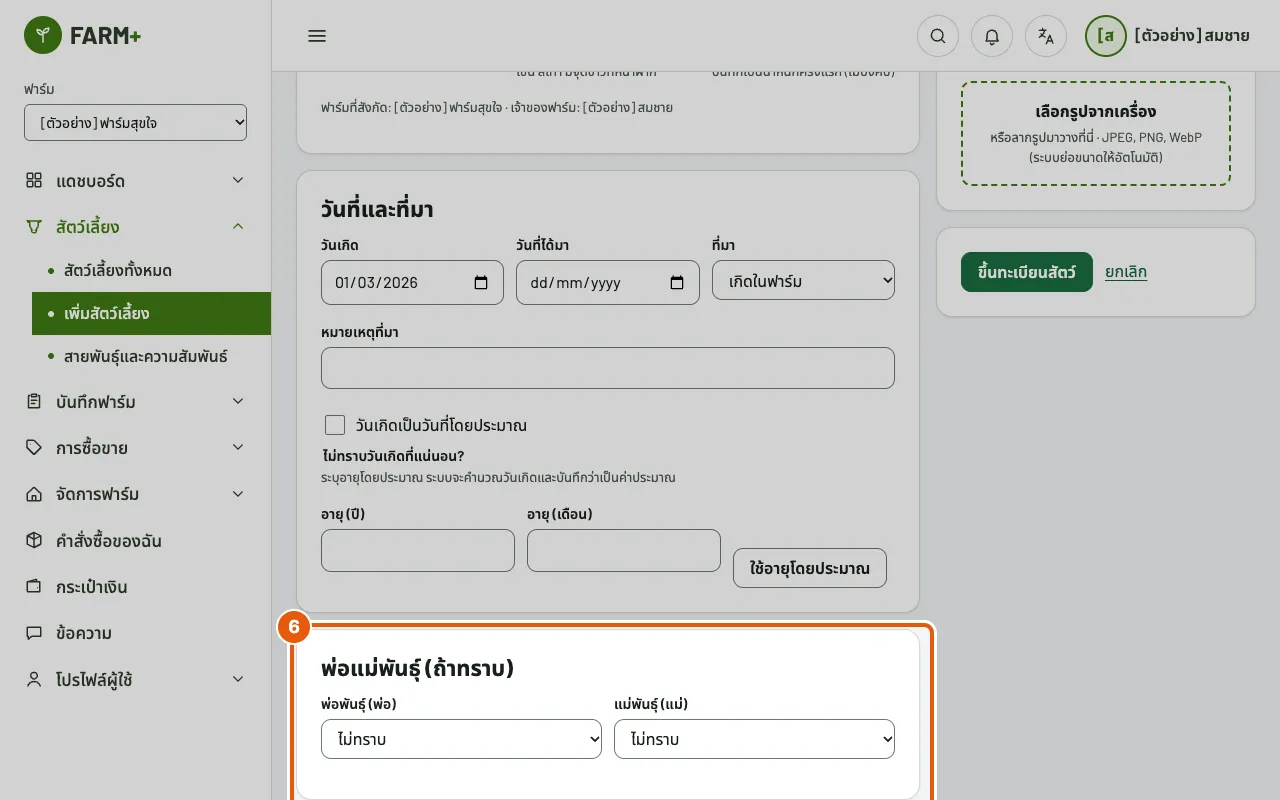 FARM+
[ส
[ตัวอย่าง] สมชาย
ฟาร์ม
[ตัวอย่าง] ฟาร์มสุขใจ
แดชบอร์ด
สัตว์เลี้ยง
สัตว์เลี้ยงทั้งหมด
เพิ่มสัตว์เลี้ยง
สายพันธุ์และความสัมพันธ์
บันทึกฟาร์ม
การซื้อขาย
จัดการฟาร์ม
คำสั่งซื้อของฉัน
กระเป๋าเงิน
ข้อความ
โปรไฟล์ผู้ใช้
ฟาร์มที่สังกัด: [ตัวอย่าง] ฟาร์มสุขใจ · เจ้าของฟาร์ม: [ตัวอย่าง] สมชาย
วันที่และที่มา
วันเกิด
วันที่ได้มา
ที่มา
01/03/2026
dd/mm/yyyy
เกิดในฟาร์ม
หมายเหตุที่มา
วันเกิดเป็นวันที่โดยประมาณ
ไม่ทราบวันเกิดที่แน่นอน?
ระบุอายุโดยประมาณ ระบบจะคำนวณวันเกิดและบันทึกว่าเป็นค่าประมาณ
อายุ (ปี)
อายุ (เดือน)
ใช้อายุโดยประมาณ
6
พ่อแม่พันธุ์ (ถ้าทราบ)
พ่อพันธุ์ (พ่อ)
แม่พันธุ์ (แม่)
ไม่ทราบ
ไม่ทราบ
เลือกรูปจากเครื่อง
หรือลากรูปมาวางที่นี่ · JPEG, PNG, WebP
(ระบบย่อขนาดให้อัตโนมัติ)
ขึ้นทะเบียนสัตว์
ยกเลิก